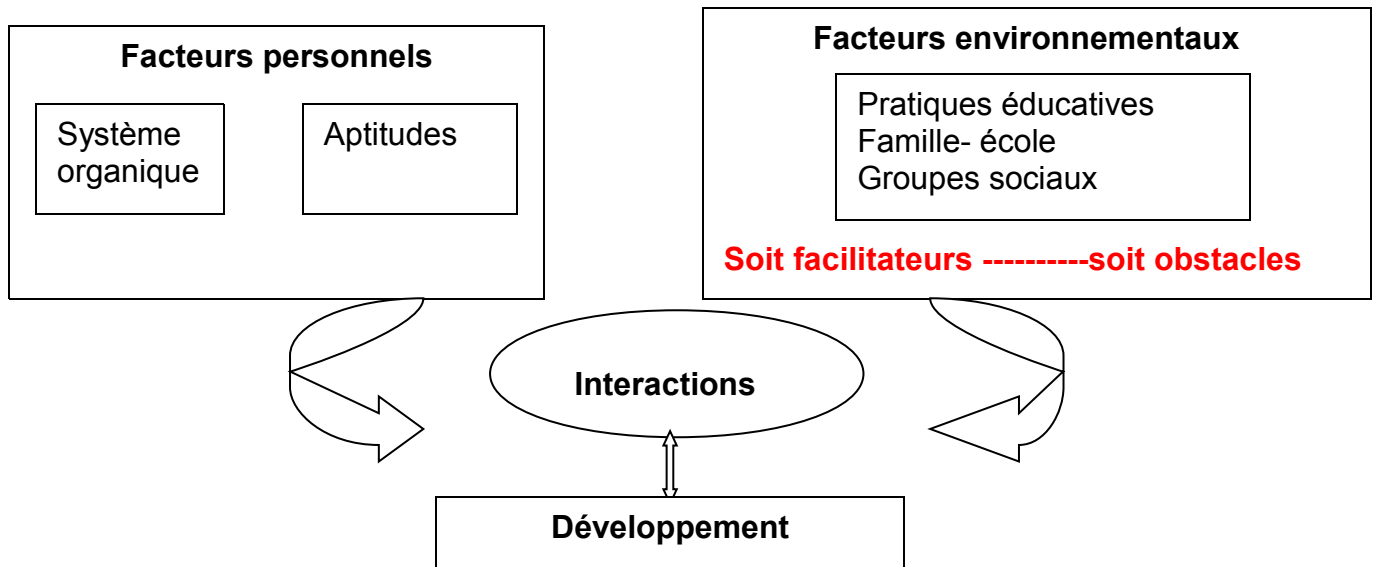 Facteurs personnels
Système
organique
Aptitudes
Facteurs environnementaux
Pratiques éducatives
Famille- école
Groupes sociaux
Soit facilitateurs ----------soit obstacles
Interactions
Développement